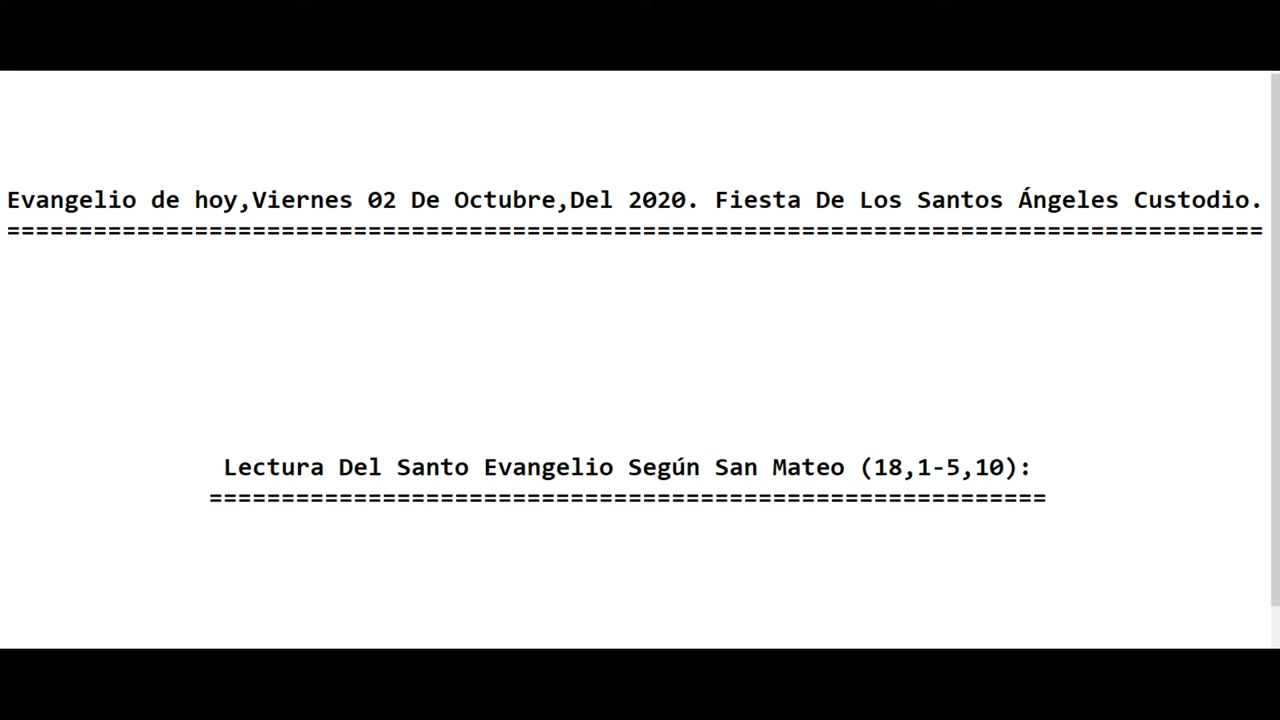 Evangelio de hoy,Viernes 02 De Octubre,Del 2020. Fiesta De Los Santos Ángeles Custodio.
=======================================================================================
Lectura Del Santo Evangelio Según San Mateo (18,1-5,10):
==========================================================